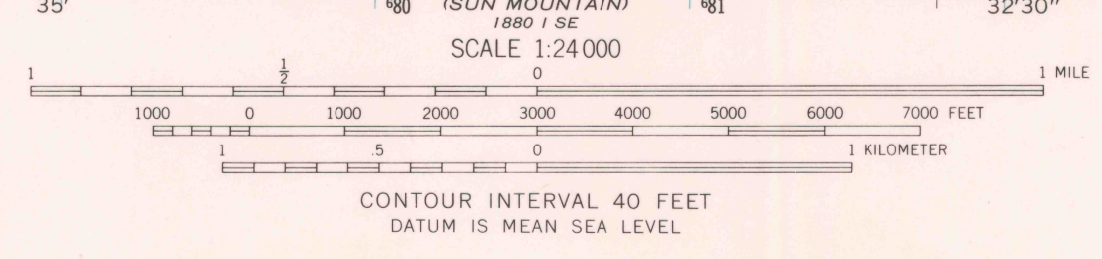 35' ⁶80 (SUN MOUNTAIN) ⁶81 32'30"
1880 I SE
SCALE 1:24 000
1 ½ 0 1 MILE
1000 0 1000 2000 3000 4000 5000 6000 7000 FEET
1 .5 0 1 KILOMETER
CONTOUR INTERVAL 40 FEET
DATUM IS MEAN SEA LEVEL